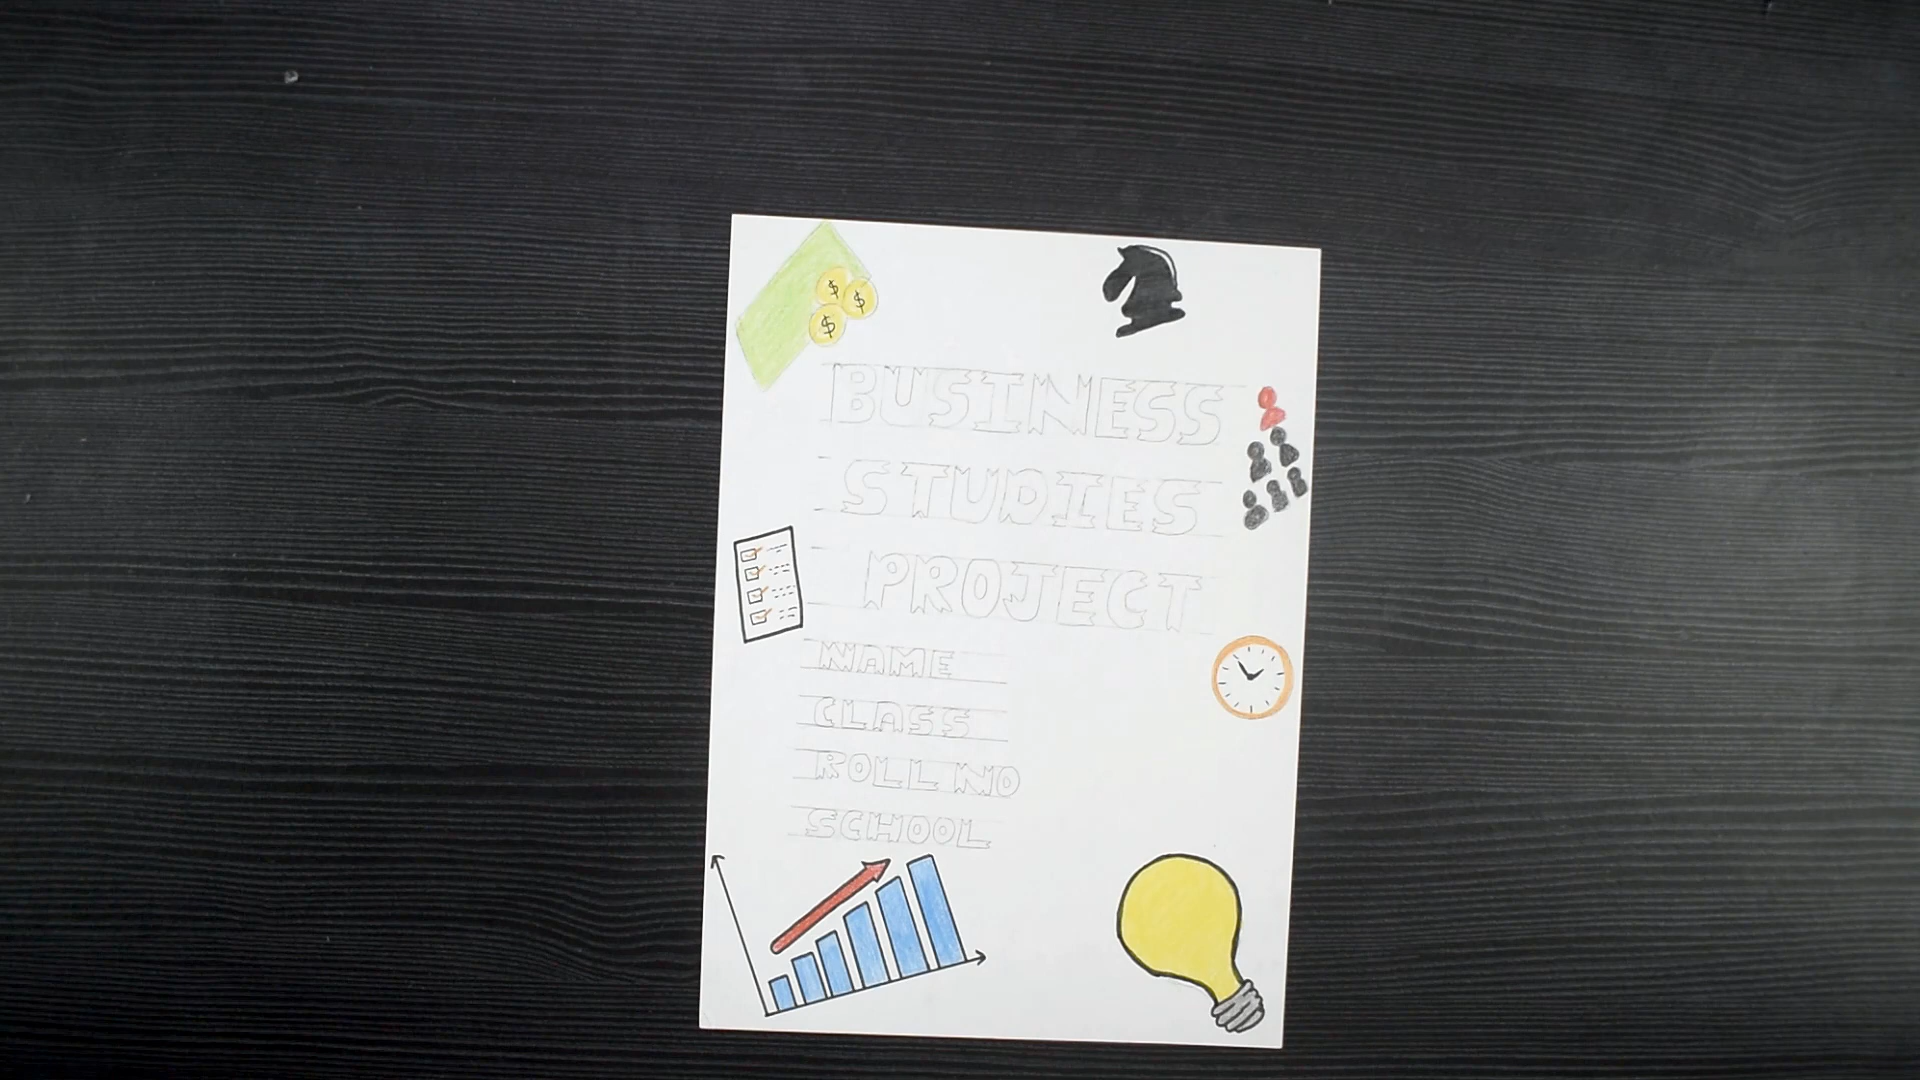 $ $
$
BUSINESS
STUDIES
PROJECT
NAME
CLASS
ROLL NO
SCHOOL